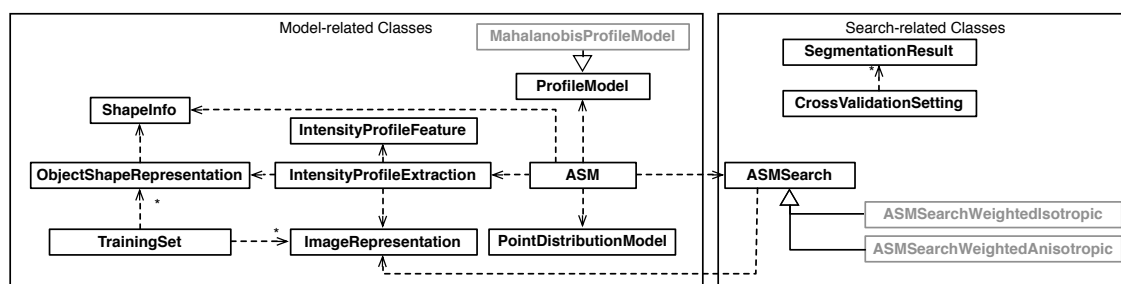 Model-related Classes
Search-related Classes
MahalanobisProfileModel
SegmentationResult
*
ProfileModel
CrossValidationSetting
ShapeInfo
IntensityProfileFeature
ObjectShapeRepresentation
IntensityProfileExtraction
ASM
ASMSearch
*
ASMSearchWeightedIsotropic
TrainingSet
*
ImageRepresentation
PointDistributionModel
ASMSearchWeightedAnisotropic